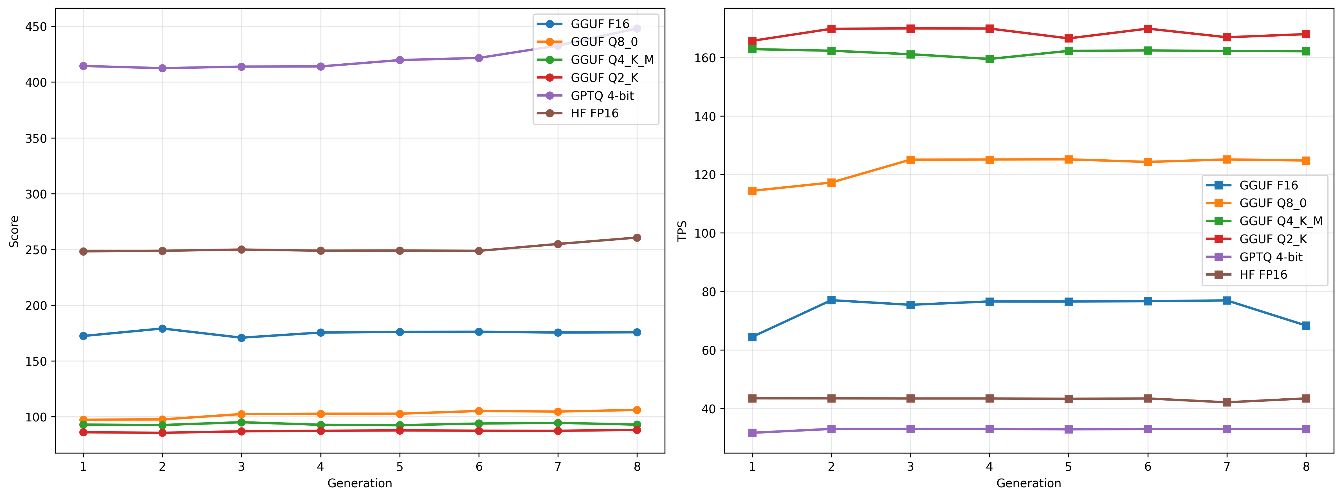 450
400
350
300
250
200
150
100
Score
1 2 3 4 5 6 7 8
Generation
GGUF F16
GGUF Q8_0
GGUF Q4_K_M
GGUF Q2_K
GPTQ 4-bit
HF FP16
160
140
120
100
80
60
40
TPS
1 2 3 4 5 6 7 8
Generation
GGUF F16
GGUF Q8_0
GGUF Q4_K_M
GGUF Q2_K
GPTQ 4-bit
HF FP16